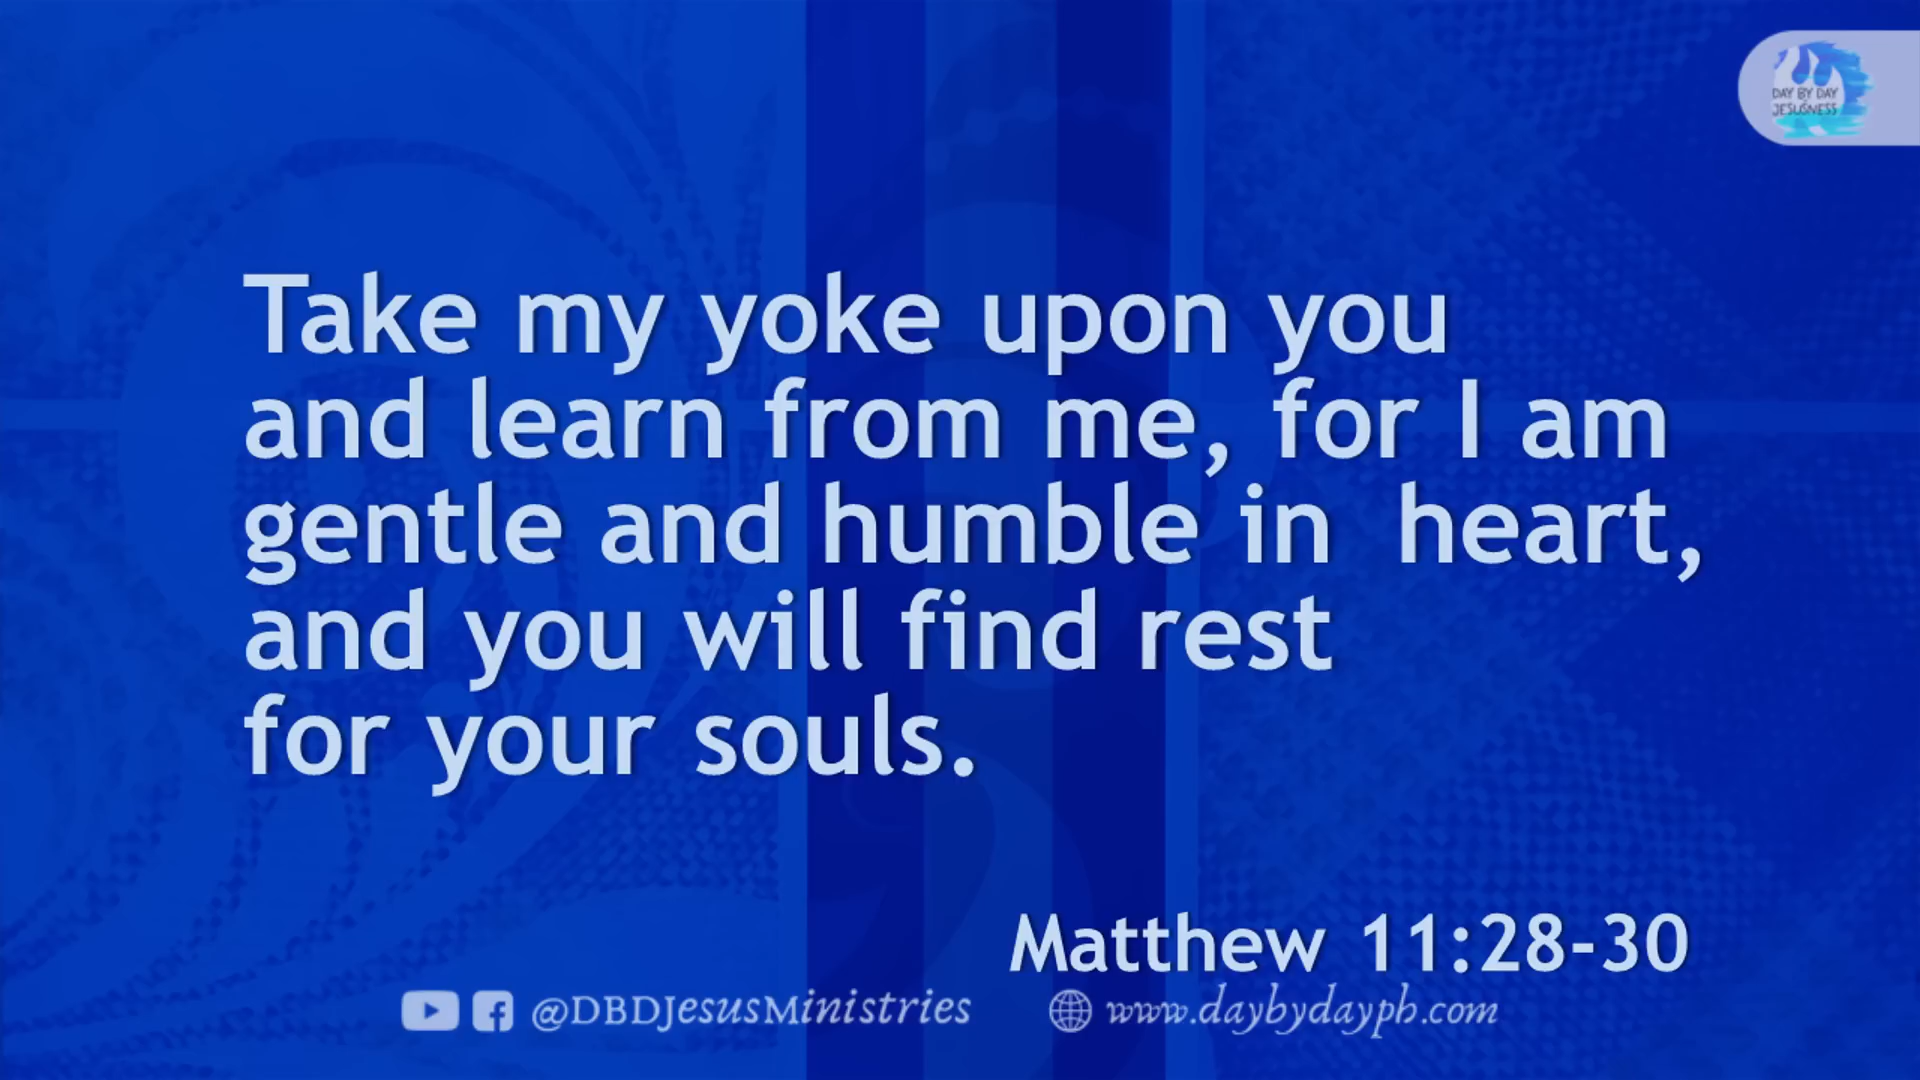 DAY BY DAY
JESUSNESS
Take my yoke upon you
and learn from me, for I am
gentle and humble in heart,
and you will find rest
for your souls.
Matthew 11:28-30
@DBDJesusMinistries
www.daybydayph.com